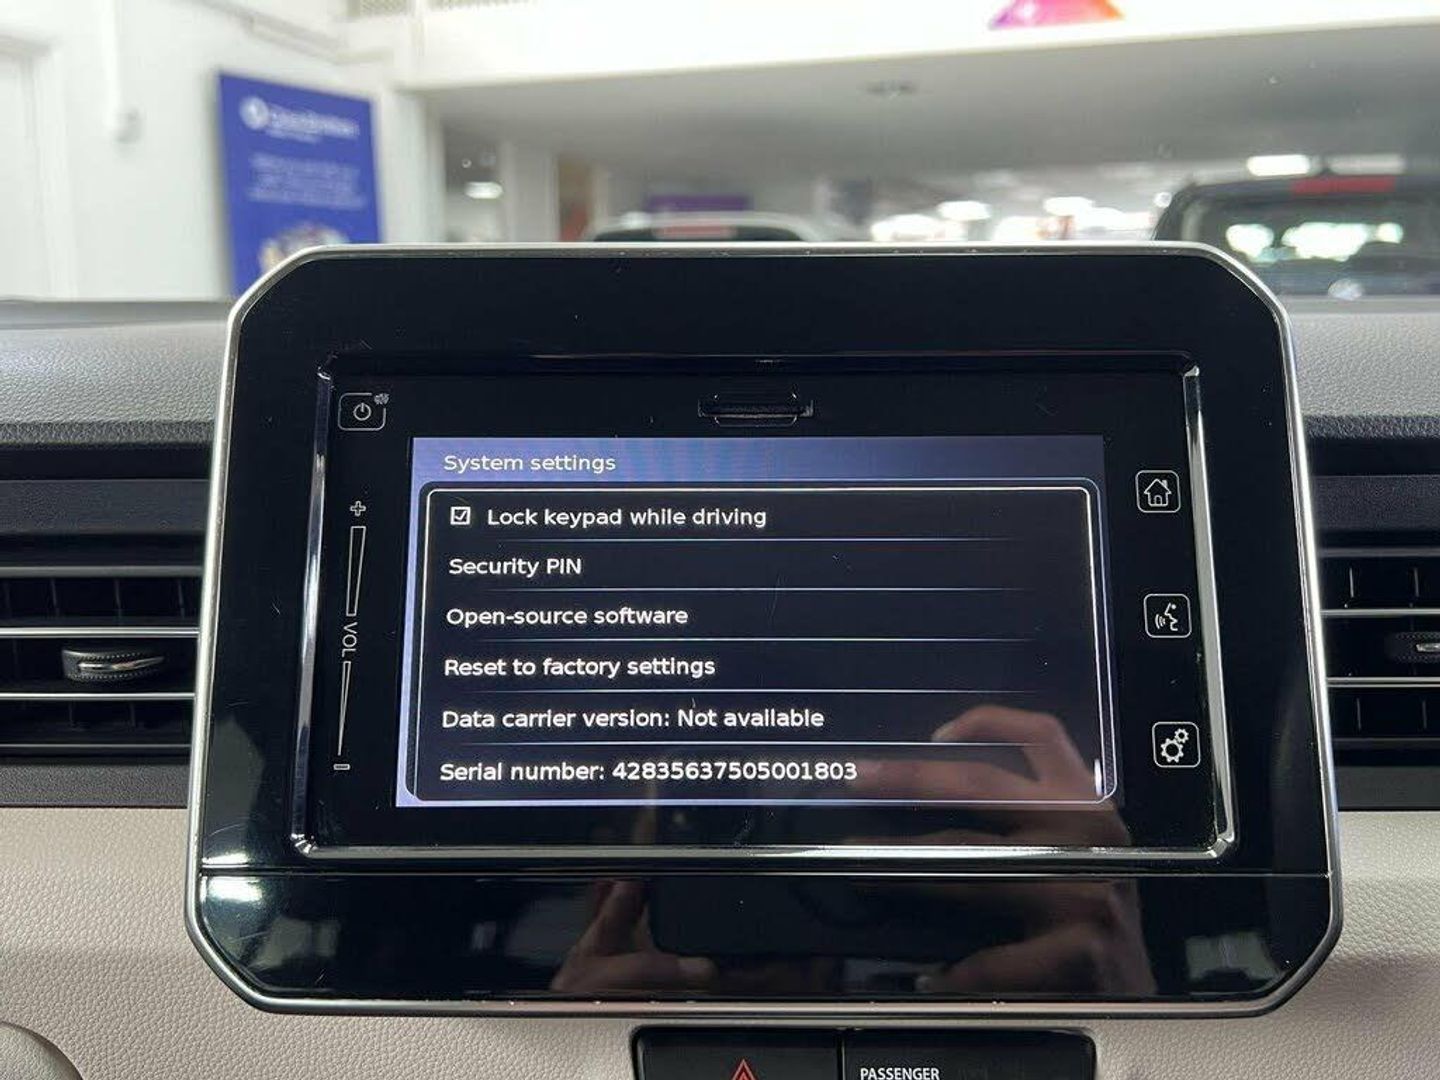 System settings
Lock keypad while driving
Security PIN
Open-source software
Reset to factory settings
Data carrier version: Not available
Serial number: 42835637505001803
+
VOL
−
PASSENGER